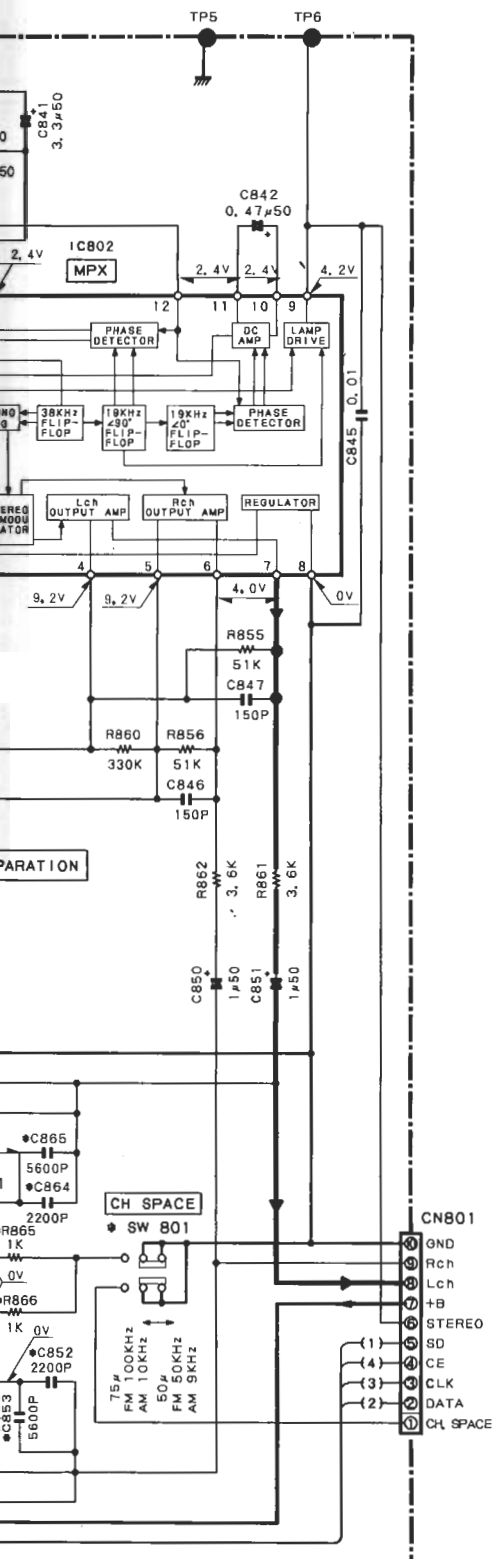 TP5
TP6
C841
3.3μ50
50
C842
0.47μ50
IC802
MPX
2.4V
2.4V
2.4V
4.2V
12
11
10
9
PHASE
DETECTOR
DC
AMP
LAMP
DRIVE
C845 0.01
38KHz
FLIP-
FLOP
19KHz
∠90°
FLIP-
FLOP
19KHz
∠0°
FLIP-
FLOP
PHASE
DETECTOR
Lch
OUTPUT AMP
Rch
OUTPUT AMP
REGULATOR
4
5
6
7
8
9.2V
9.2V
4.0V
0V
R855
51K
C847
150P
R860
330K
R856
51K
C846
150P
PARATION
R862
3.6K
R861
3.6K
C850
1μ50
C851
1μ50
*C865
5600P
*C864
2200P
R865
1K
0V
R866
1K
0V
*C852
2200P
*C853
5600P
CH SPACE
* SW 801
75μ
FM 100KHz
AM 10KHz
50μ
FM 50KHz
AM 9KHz
CN801
10 GND
9 Rch
8 Lch
7 +B
6 STEREO
(1) 5 SD
(4) 4 CE
(3) 3 CLK
(2) 2 DATA
1 CH, SPACE